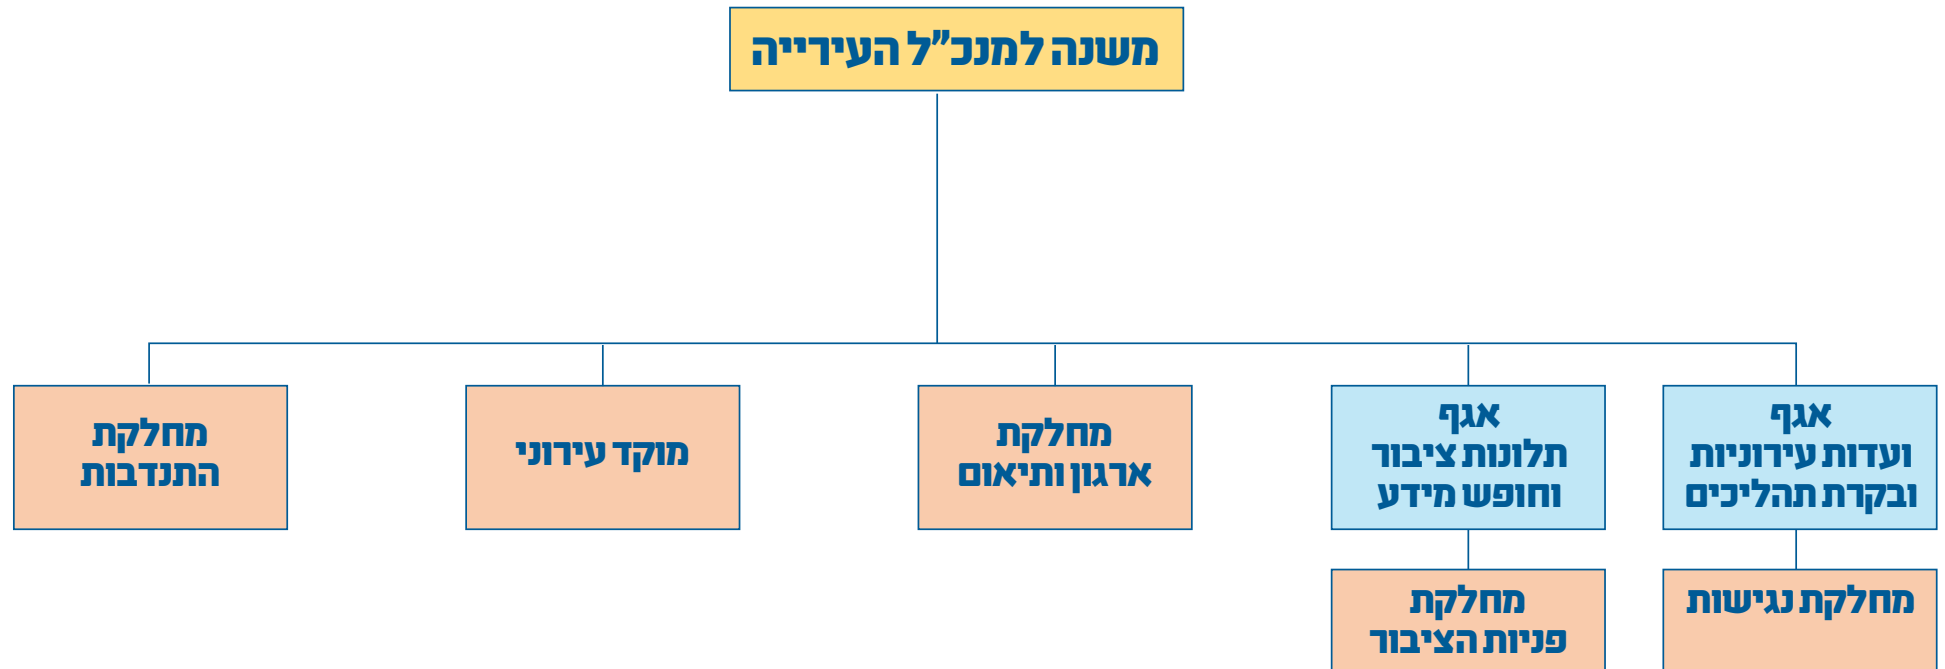 משנה למנכ"ל העירייה
אגף
ועדות עירוניות
ובקרת תהליכים
אגף
תלונות ציבור
וחופש מידע
מחלקת
ארגון ותיאום
מוקד עירוני
מחלקת
התנדבות
מחלקת נגישות
מחלקת
פניות הציבור